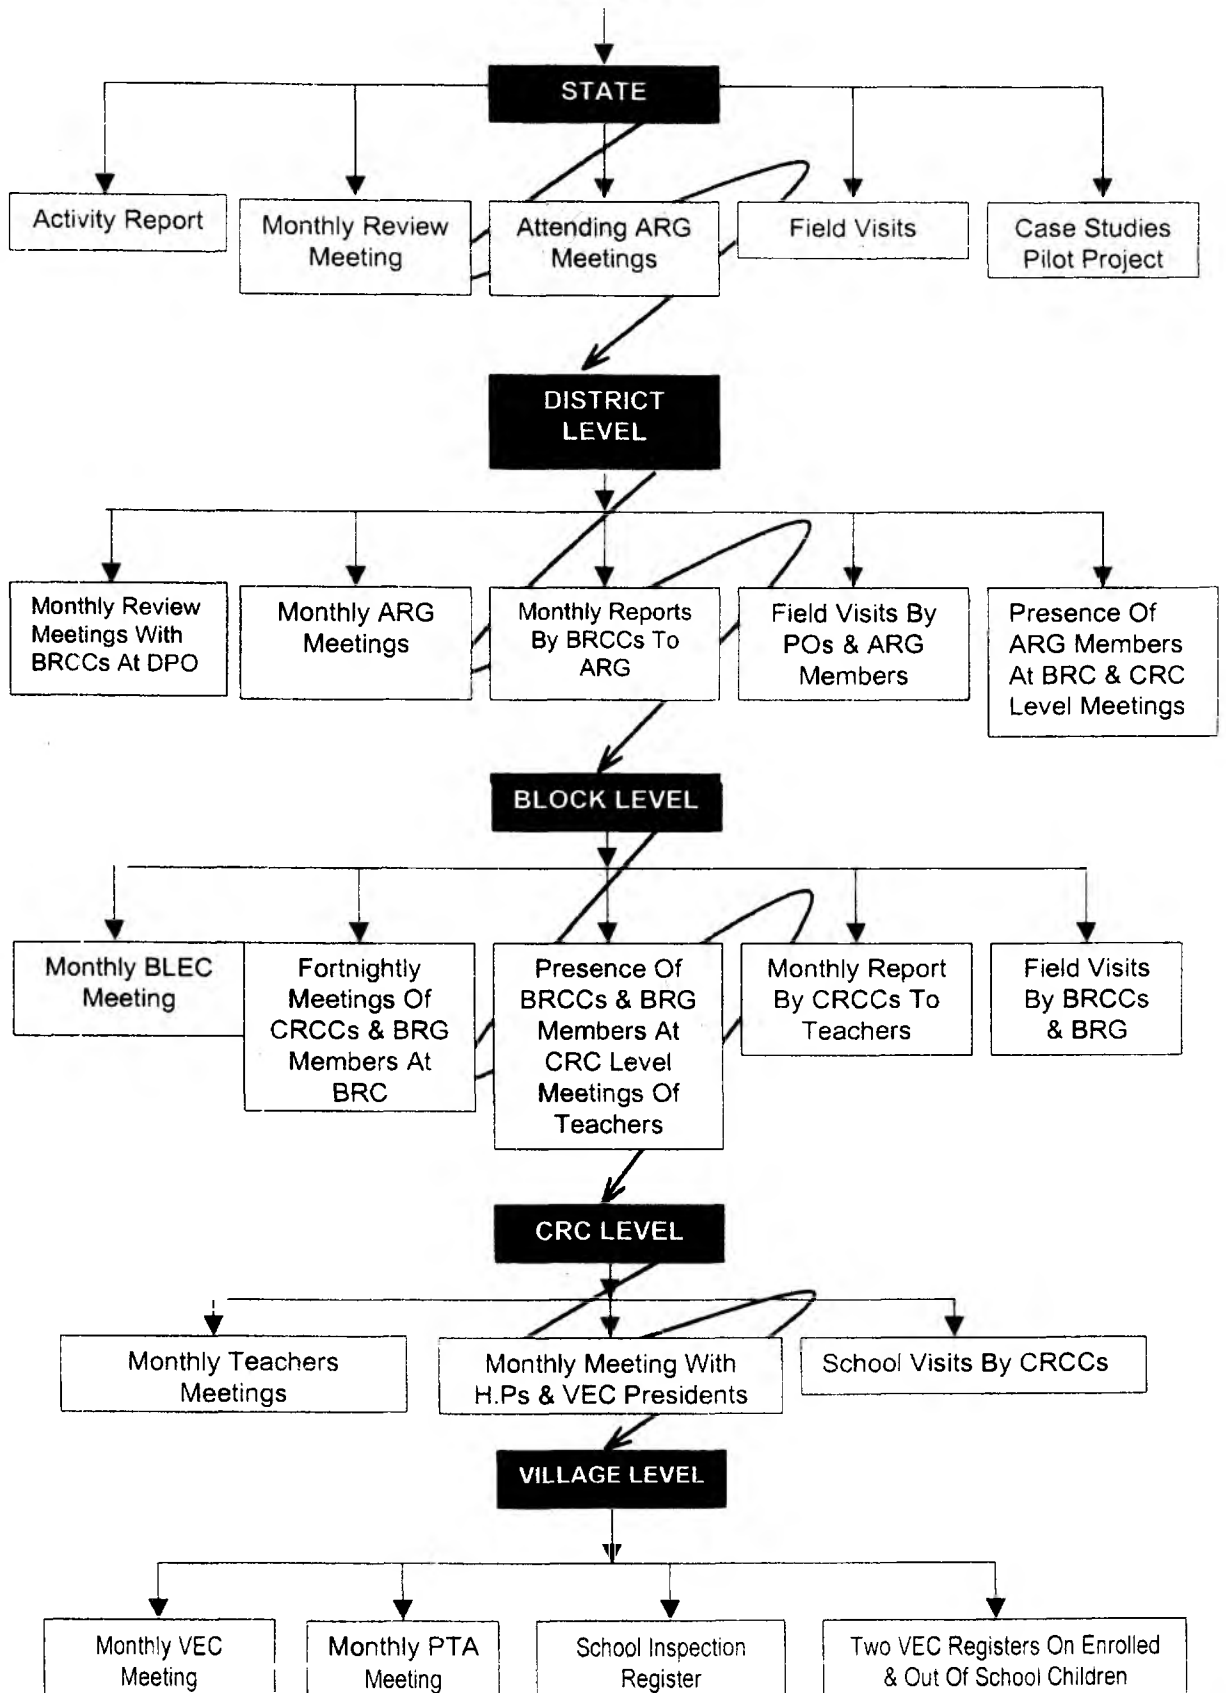 STATE
Activity Report
Monthly Review
Meeting
Attending ARG
Meetings
Field Visits
Case Studies
Pilot Project
DISTRICT
LEVEL
Monthly Review
Meetings With
BRCCs At DPO
Monthly ARG
Meetings
Monthly Reports
By BRCCs To
ARG
Field Visits By
POs & ARG
Members
Presence Of
ARG Members
At BRC & CRC
Level Meetings
BLOCK LEVEL
Monthly BLEC
Meeting
Fortnightly
Meetings Of
CRCCs & BRG
Members At
BRC
Presence Of
BRCCs & BRG
Members At
CRC Level
Meetings Of
Teachers
Monthly Report
By CRCCs To
Teachers
Field Visits
By BRCCs
& BRG
CRC LEVEL
Monthly Teachers
Meetings
Monthly Meeting With
H.Ps & VEC Presidents
School Visits By CRCCs
VILLAGE LEVEL
Monthly VEC
Meeting
Monthly PTA
Meeting
School Inspection
Register
Two VEC Registers On Enrolled
& Out Of School Children